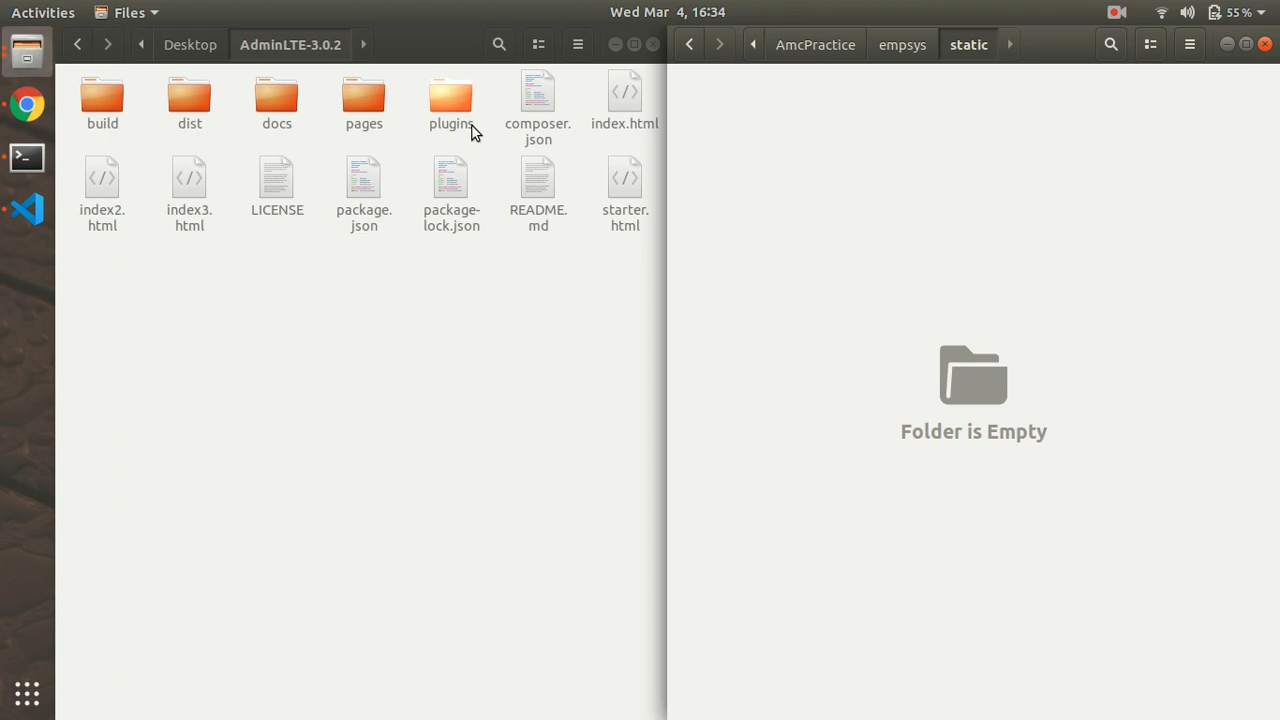 Activities Files Wed Mar 4, 16:34 55%
Desktop AdminLTE-3.0.2 AmcPractice empsys static
build dist docs pages plugins composer. index.html
json
index2. index3. LICENSE package. package- README. starter.
html html json lock.json md html
Folder is Empty